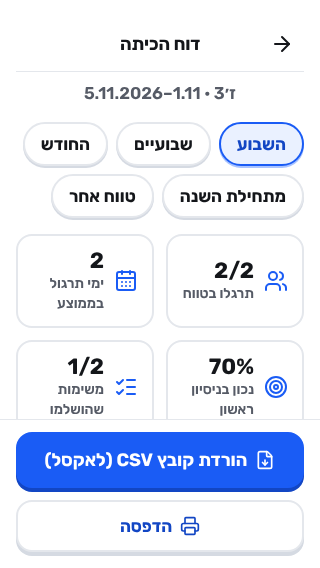 דוח הכיתה
ז׳3 • 1.11–5.11.2026
השבוע
שבועיים
החודש
מתחילת השנה
טווח אחר
2/2
תרגלו בטווח
2
ימי תרגול
בממוצע
70%
נכון בניסיון
ראשון
1/2
משימות
שהושלמו
הורדת קובץ CSV (לאקסל)
הדפסה